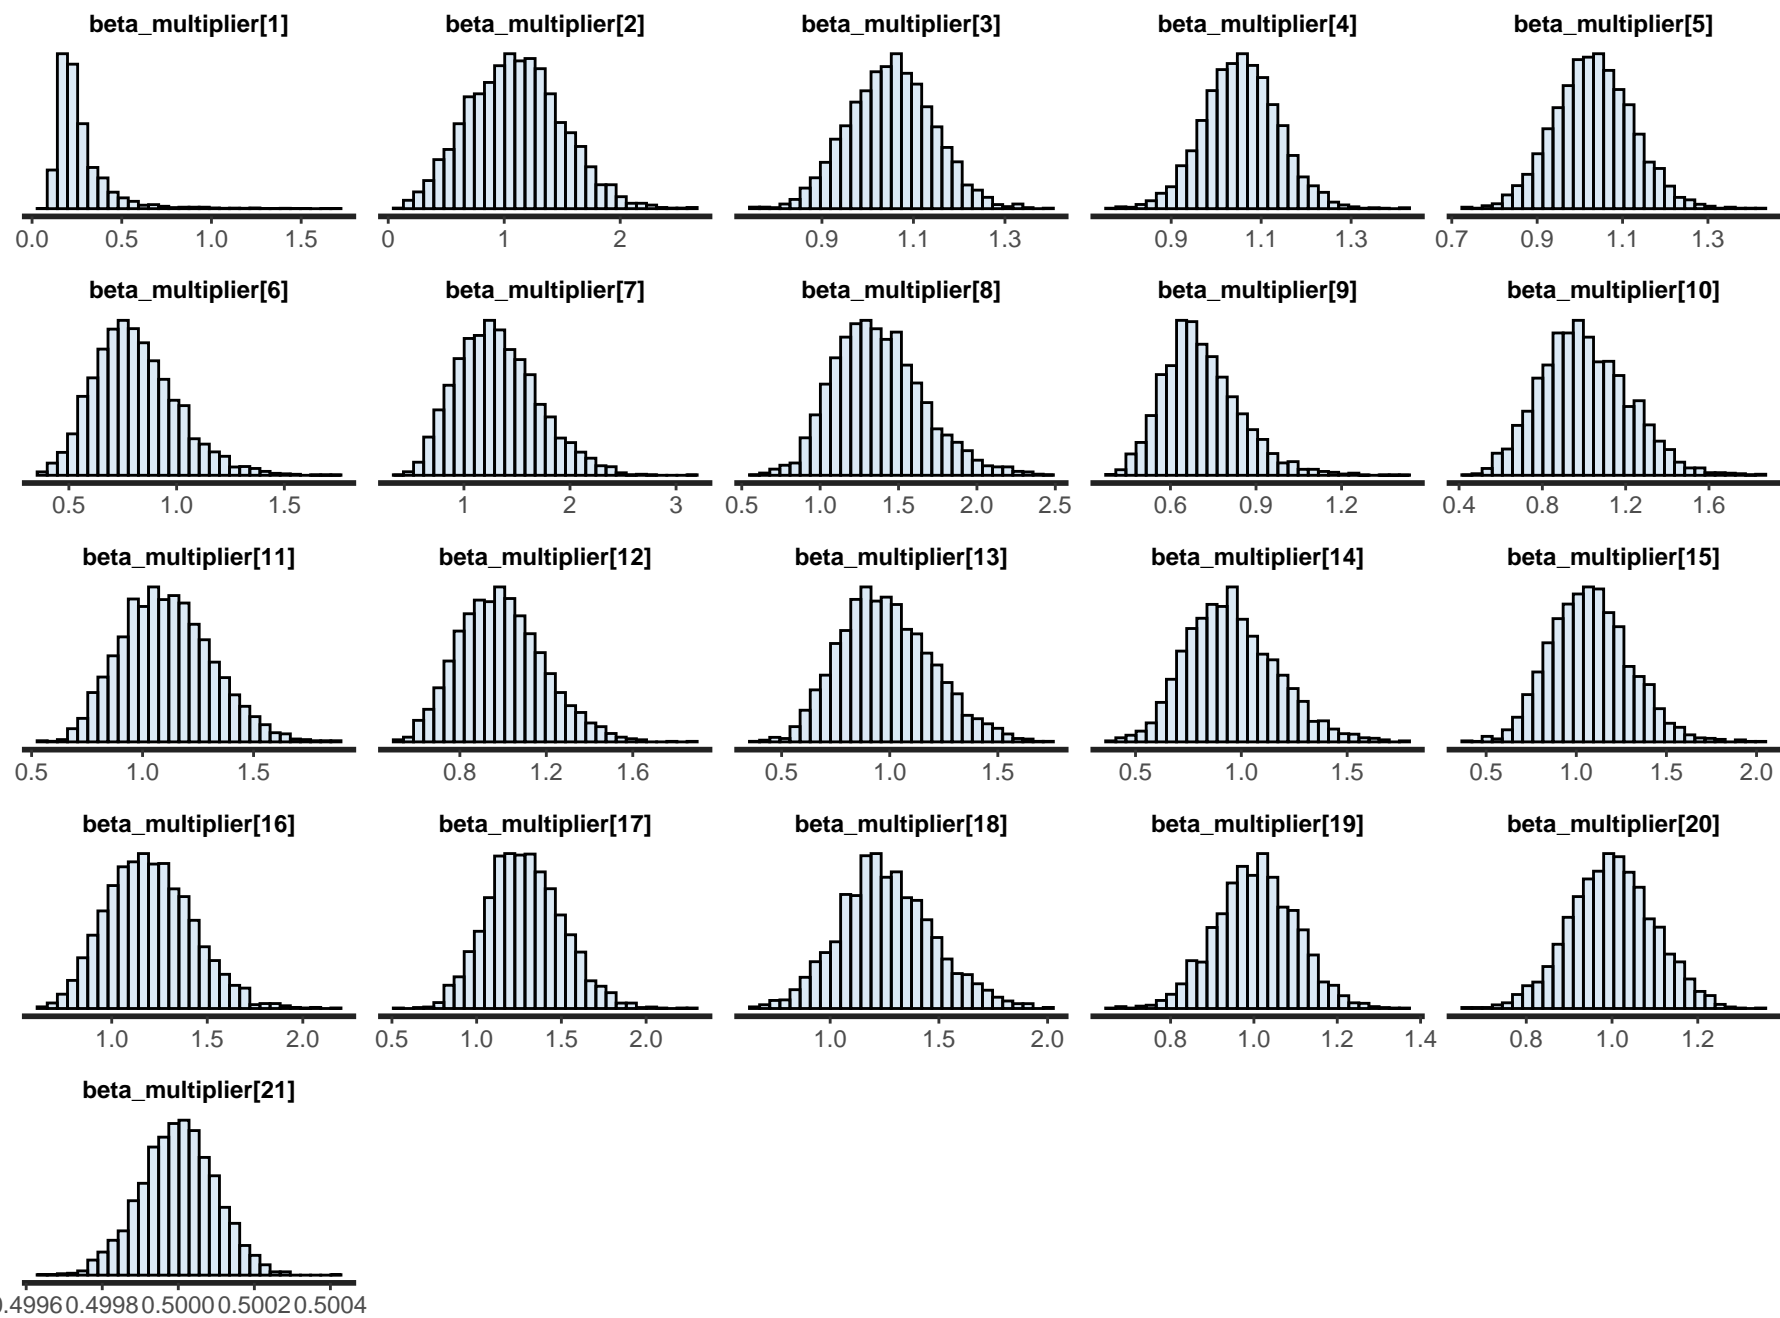 beta_multiplier[1] beta_multiplier[2] beta_multiplier[3] beta_multiplier[4] beta_multiplier[5]
0.0 0.5 1.0 1.5 0 1 2 0.9 1.1 1.3 0.9 1.1 1.3 0.7 0.9 1.1 1.3
beta_multiplier[6] beta_multiplier[7] beta_multiplier[8] beta_multiplier[9] beta_multiplier[10]
0.5 1.0 1.5 1 2 3 0.5 1.0 1.5 2.0 2.5 0.6 0.9 1.2 0.4 0.8 1.2 1.6
beta_multiplier[11] beta_multiplier[12] beta_multiplier[13] beta_multiplier[14] beta_multiplier[15]
0.5 1.0 1.5 0.8 1.2 1.6 0.5 1.0 1.5 0.5 1.0 1.5 0.5 1.0 1.5 2.0
beta_multiplier[16] beta_multiplier[17] beta_multiplier[18] beta_multiplier[19] beta_multiplier[20]
1.0 1.5 2.0 0.5 1.0 1.5 2.0 1.0 1.5 2.0 0.8 1.0 1.2 1.4 0.8 1.0 1.2
beta_multiplier[21]
0.4996 0.4998 0.5000 0.5002 0.5004